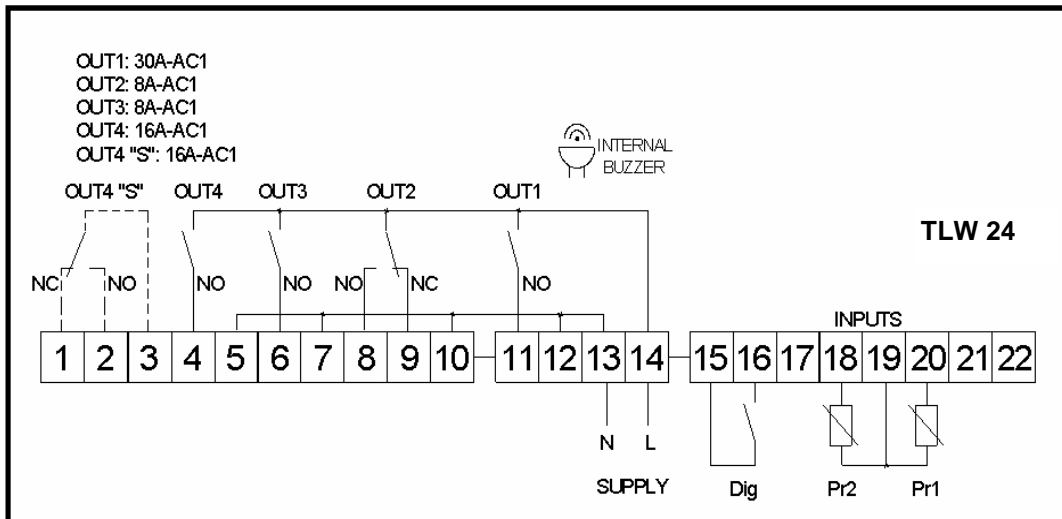 OUT1: 30A-AC1
OUT2: 8A-AC1
OUT3: 8A-AC1
OUT4: 16A-AC1
OUT4 "S": 16A-AC1
INTERNAL
BUZZER
OUT4 "S" OUT4 OUT3 OUT2 OUT1
TLW 24
NC NO NO NO NO NC NO
INPUTS
1 2 3 4 5 6 7 8 9 10 11 12 13 14 15 16 17 18 19 20 21 22
N L
SUPPLY Dig Pr2 Pr1